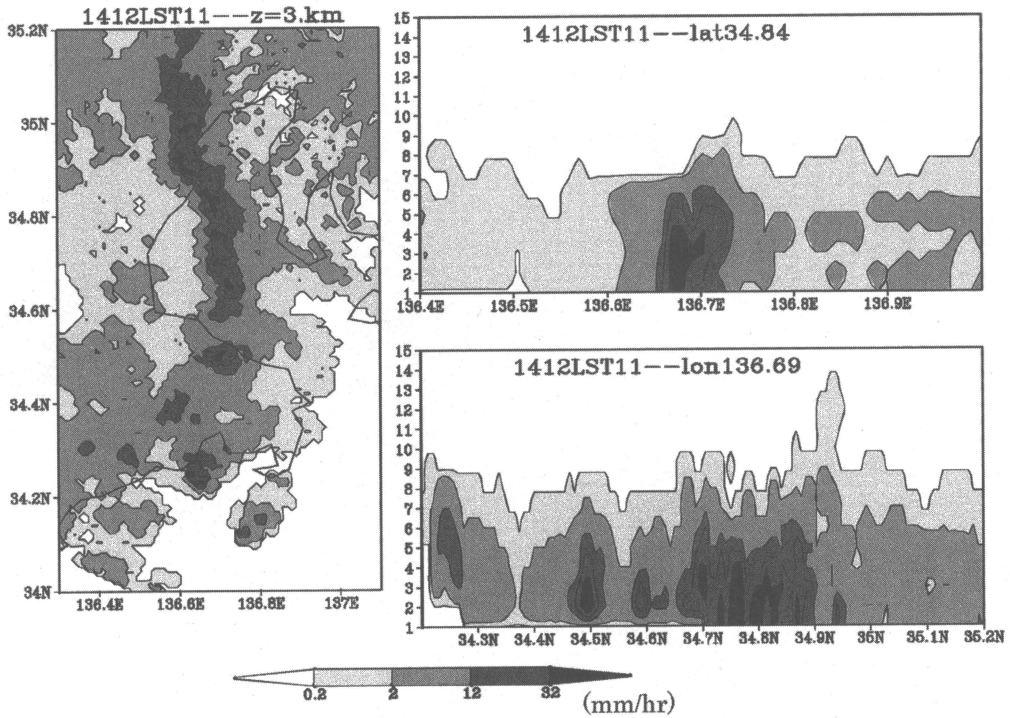 1412LST11--z=3.km
35.2N
35N
34.8N
34.6N
34.4N
34.2N
34N
136.4E
136.6E
136.8E
137E
1412LST11--lat34.84
15
14
13
12
11
10
9
8
7
6
5
4
3
2
1
136.4E
136.5E
136.6E
136.7E
136.8E
136.9E
1412LST11--lon136.69
15
14
13
12
11
10
9
8
7
6
5
4
3
2
1
34.3N
34.4N
34.5N
34.6N
34.7N
34.8N
34.9N
35N
35.1N
35.2N
0.2
2
12
32
(mm/hr)